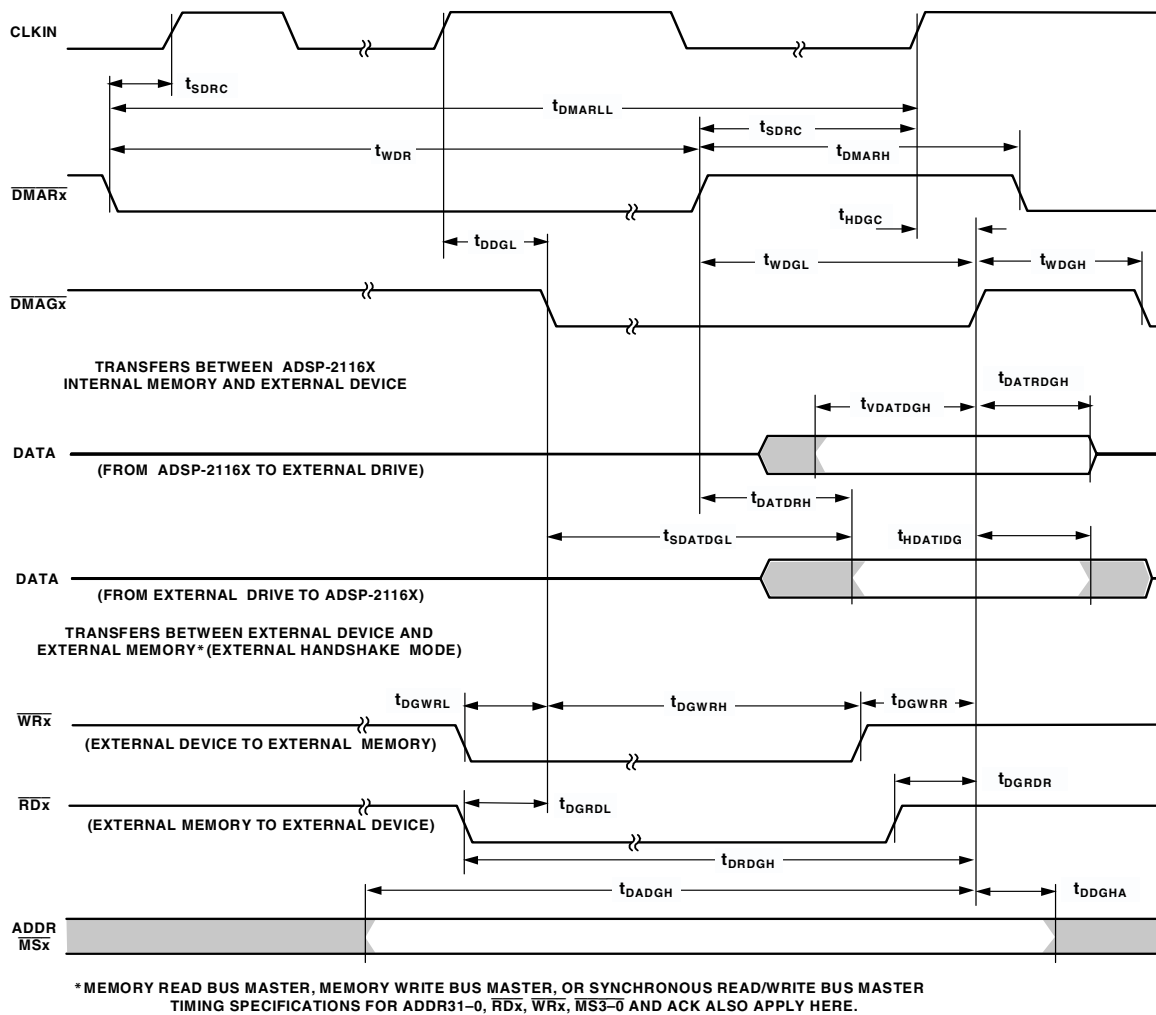 CLKIN
tSDRC
tDMARLL
tSDRC
tWDR
tDMARH
DMARx
tHDGC
tDDGL
tWDGL
tWDGH
DMAGx
TRANSFERS BETWEEN ADSP-2116X
INTERNAL MEMORY AND EXTERNAL DEVICE
tDATRDGH
tVDATDGH
DATA
(FROM ADSP-2116X TO EXTERNAL DRIVE)
tDATDRH
tSDATDGL
tHDATIDG
DATA
(FROM EXTERNAL DRIVE TO ADSP-2116X)
TRANSFERS BETWEEN EXTERNAL DEVICE AND
EXTERNAL MEMORY* (EXTERNAL HANDSHAKE MODE)
tDGWRL
tDGWRH
tDGWRR
WRx
(EXTERNAL DEVICE TO EXTERNAL MEMORY)
tDGRDR
RDx
tDGRDL
(EXTERNAL MEMORY TO EXTERNAL DEVICE)
tDRDGH
tDADGH
tDDGHA
ADDR
MSx
*MEMORY READ BUS MASTER, MEMORY WRITE BUS MASTER, OR SYNCHRONOUS READ/WRITE BUS MASTER
TIMING SPECIFICATIONS FOR ADDR31–0, RDx, WRx, MS3–0 AND ACK ALSO APPLY HERE.